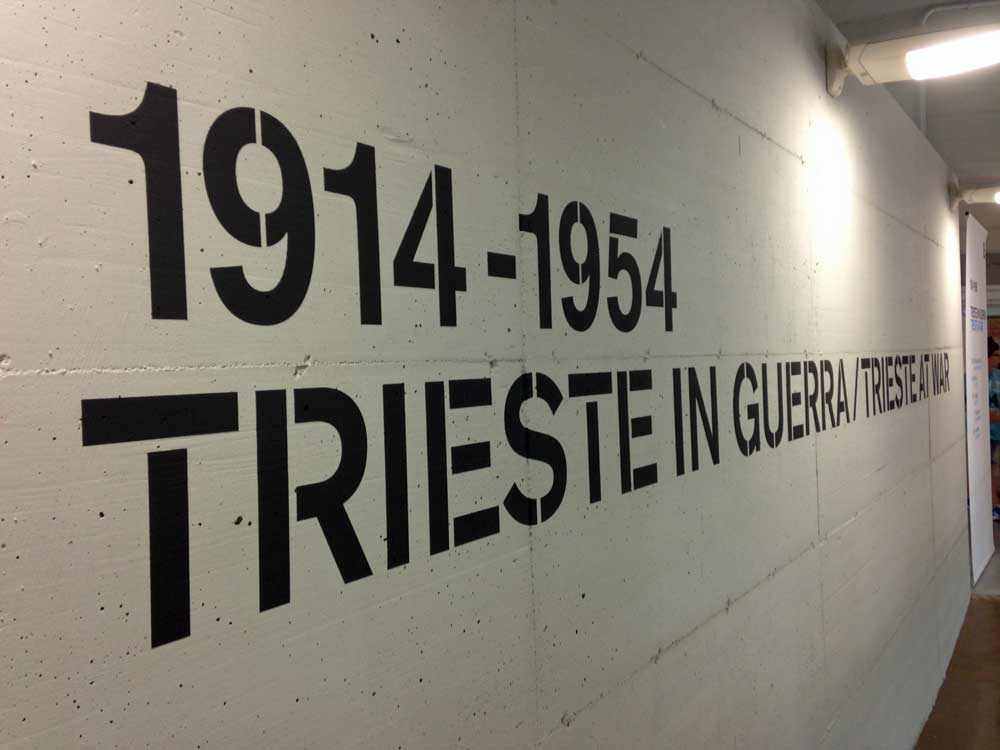 1914-1954
TRIESTE IN GUERRA / TRIESTE AT WAR